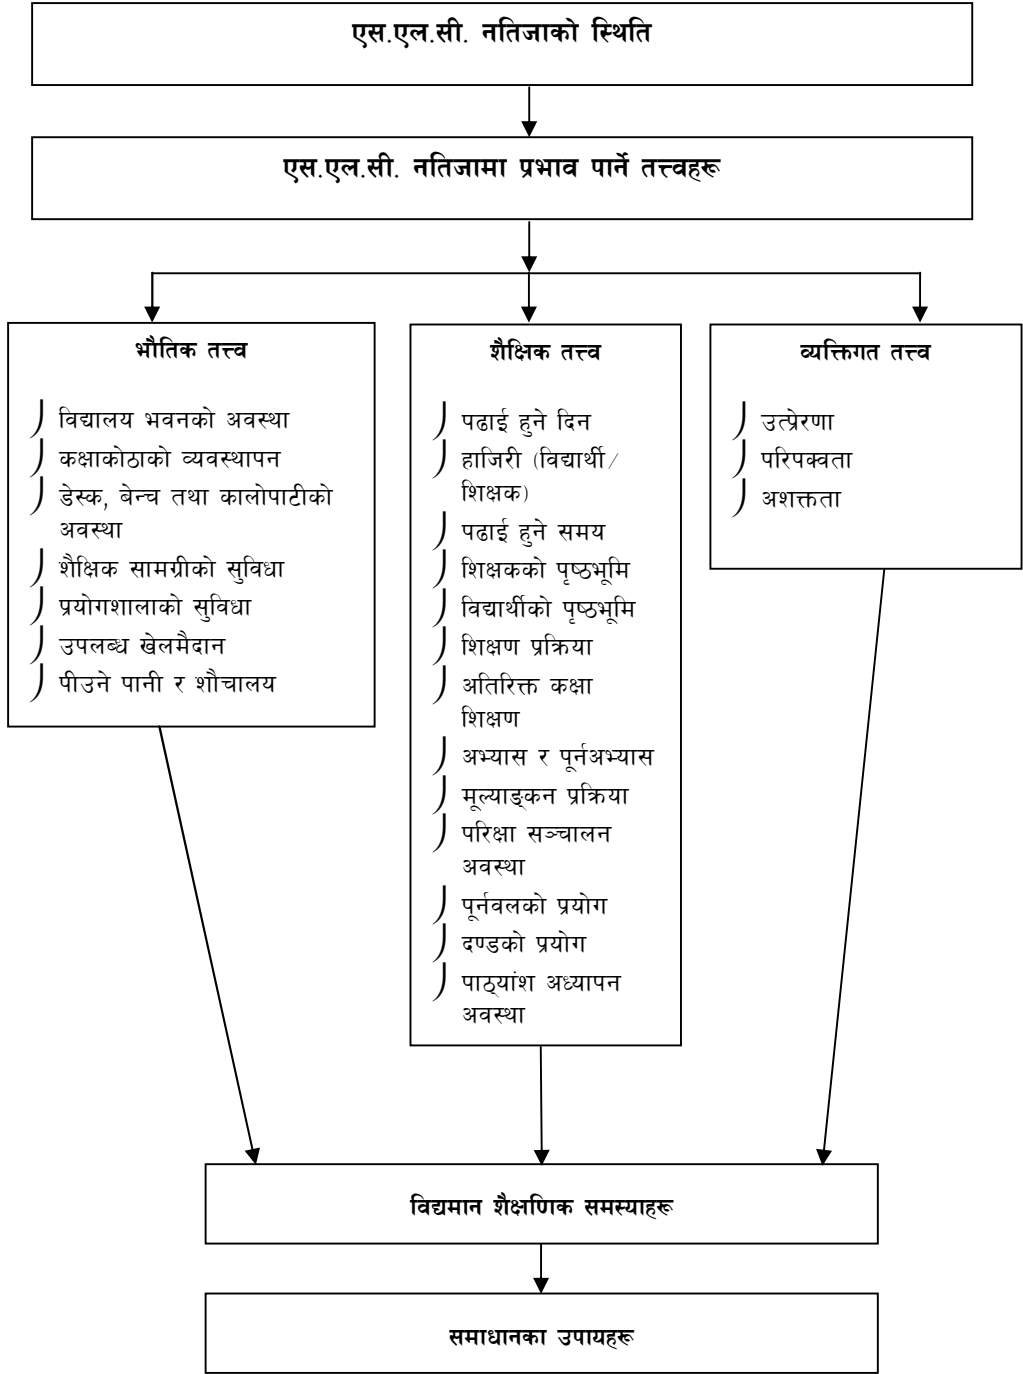 एस.एल.सी. नतिजाको स्थिति
एस.एल.सी. नतिजामा प्रभाव पार्ने तत्त्वहरू
भौतिक तत्त्व
विद्यालय भवनको अवस्था
कक्षाकोठाको व्यवस्थापन
डेस्क, बेन्च तथा कालोपाटीको
अवस्था
शैक्षिक सामग्रीको सुविधा
प्रयोगशालाको सुविधा
उपलब्ध खेलमैदान
पीउने पानी र शौचालय
शैक्षिक तत्त्व
पढाई हुने दिन
हाजिरी (विद्यार्थी/
शिक्षक)
पढाई हुने समय
शिक्षकको पृष्ठभूमि
विद्यार्थीको पृष्ठभूमि
शिक्षण प्रक्रिया
अतिरिक्त कक्षा
शिक्षण
अभ्यास र पूर्नअभ्यास
मूल्याङ्कन प्रक्रिया
परिक्षा सञ्चालन
अवस्था
पूर्नवलको प्रयोग
दण्डको प्रयोग
पाठ्यांश अध्यापन
अवस्था
व्यक्तिगत तत्त्व
उत्प्रेरणा
परिपक्वता
अशक्तता
विद्यमान शैक्षणिक समस्याहरू
समाधानका उपायहरू